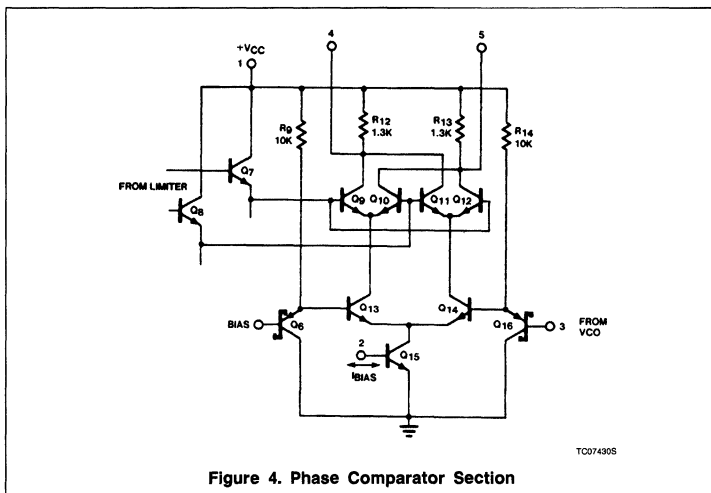 4
5
+VCC
1
R9
10K
R12
1.3K
R13
1.3K
R14
10K
Q7
FROM LIMITER
Q8
Q9
Q10
Q11
Q12
Q13
Q14
BIAS
Q6
Q16
3
FROM
VCO
2
Q15
IBIAS
TC07430S
Figure 4. Phase Comparator Section